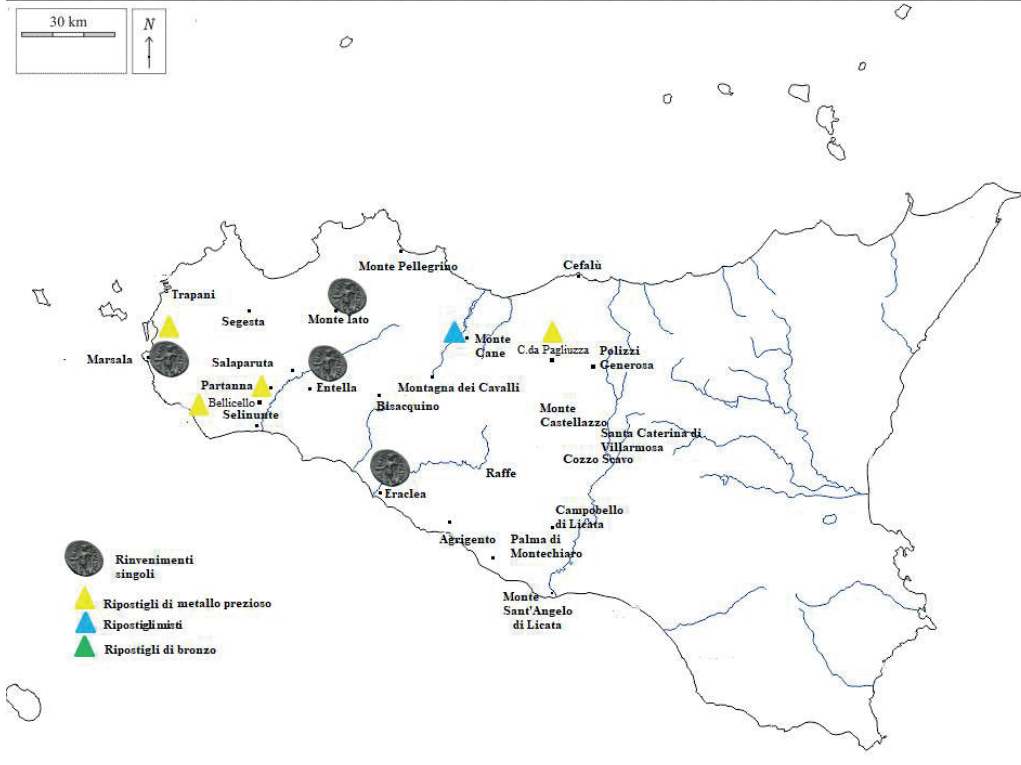 30 km
N
Monte Pellegrino
Cefalù
Trapani
Segesta
Monte Iato
Monte
Cane
C.da Pagliuzza
Polizzi
Generosa
Marsala
Salaparuta
Partanna
Entella
Montagna dei Cavalli
Bellicello
Bisacquino
Selinunte
Monte
Castellazzo
Santa Caterina di
Villarmosa
Cozzo Scavo
Raffe
Eraclea
Campobello
di Licata
Agrigento
Palma di
Montechiaro
Monte
Sant'Angelo
di Licata
Rinvenimenti
singoli
Ripostigli di metallo prezioso
Ripostigli misti
Ripostigli di bronzo